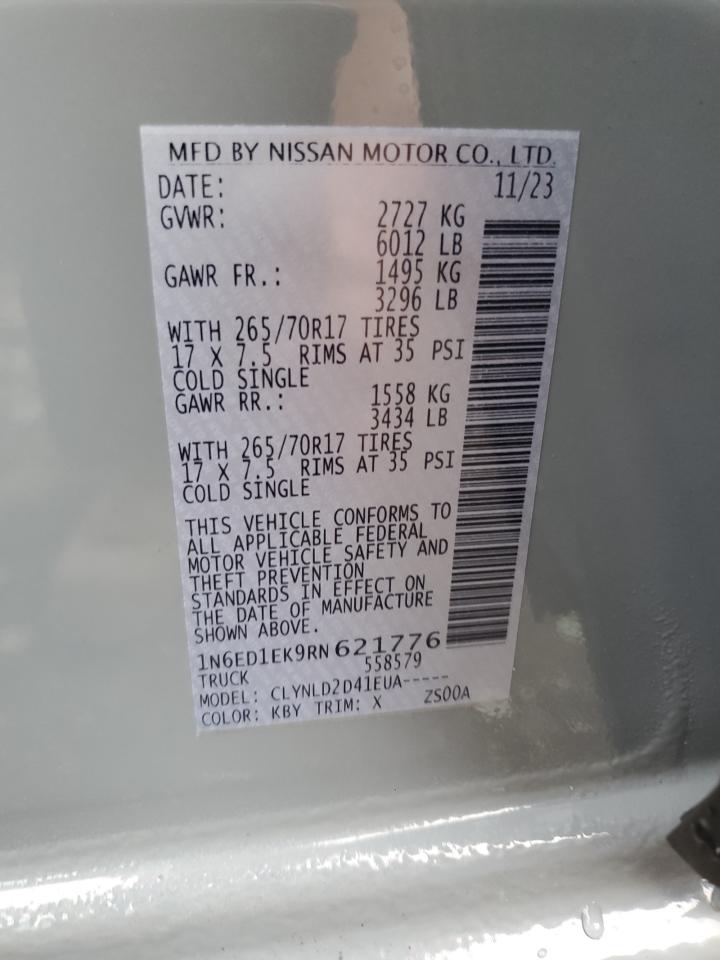 MFD BY NISSAN MOTOR CO., LTD.
DATE: 11/23
GVWR: 2727 KG
6012 LB
GAWR FR.: 1495 KG
3296 LB
WITH 265/70R17 TIRES
17 X 7.5 RIMS AT 35 PSI
COLD SINGLE
GAWR RR.: 1558 KG
3434 LB
WITH 265/70R17 TIRES
17 X 7.5 RIMS AT 35 PSI
COLD SINGLE
THIS VEHICLE CONFORMS TO
ALL APPLICABLE FEDERAL
MOTOR VEHICLE SAFETY AND
THEFT PREVENTION
STANDARDS IN EFFECT ON
THE DATE OF MANUFACTURE
SHOWN ABOVE.
1N6ED1EK9RN621776
TRUCK 558579
MODEL: CLYNLD2D41EUA-----
COLOR: KBY TRIM: X ZS00A